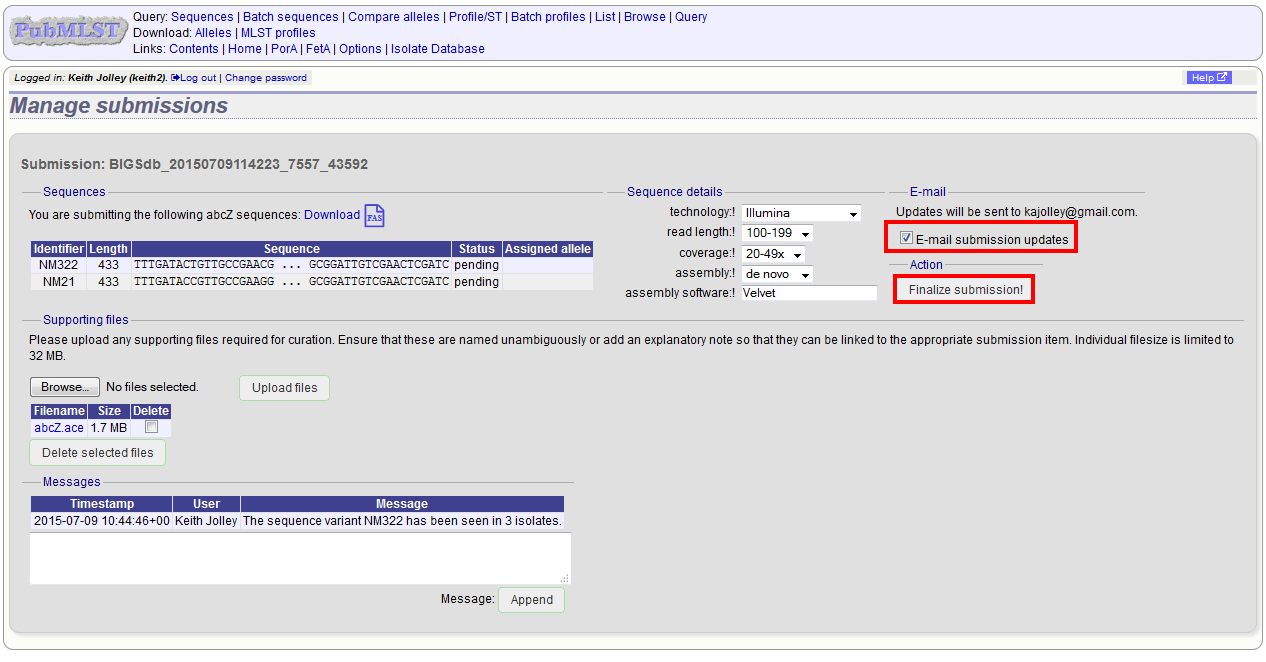 PubMLST
Query: Sequences | Batch sequences | Compare alleles | Profile/ST | Batch profiles | List | Browse | Query
Download: Alleles | MLST profiles
Links: Contents | Home | PorA | FetA | Options | Isolate Database
Logged in: Keith Jolley (keith2). Log out | Change password
Help
Manage submissions
Submission: BIGSdb_20150709114223_7557_43592
Sequences
You are submitting the following abcZ sequences: Download FAS
Identifier Length Sequence Status Assigned allele
NM322 433 TTTGATACTGTTGCCGAACG ... GCGGATTGTCGAACTCGATC pending
NM21 433 TTTGATACCGTTGCCGAAGG ... GCGGATTGTCGAACTCGATC pending
Sequence details
technology:! Illumina
read length:! 100-199
coverage:! 20-49x
assembly:! de novo
assembly software:! Velvet
E-mail
Updates will be sent to kajolley@gmail.com.
E-mail submission updates
Action
Finalize submission!
Supporting files
Please upload any supporting files required for curation. Ensure that these are named unambiguously or add an explanatory note so that they can be linked to the appropriate submission item. Individual filesize is limited to
32 MB.
Browse... No files selected. Upload files
Filename Size Delete
abcZ.ace 1.7 MB
Delete selected files
Messages
Timestamp User Message
2015-07-09 10:44:46+00 Keith Jolley The sequence variant NM322 has been seen in 3 isolates.
Message: Append